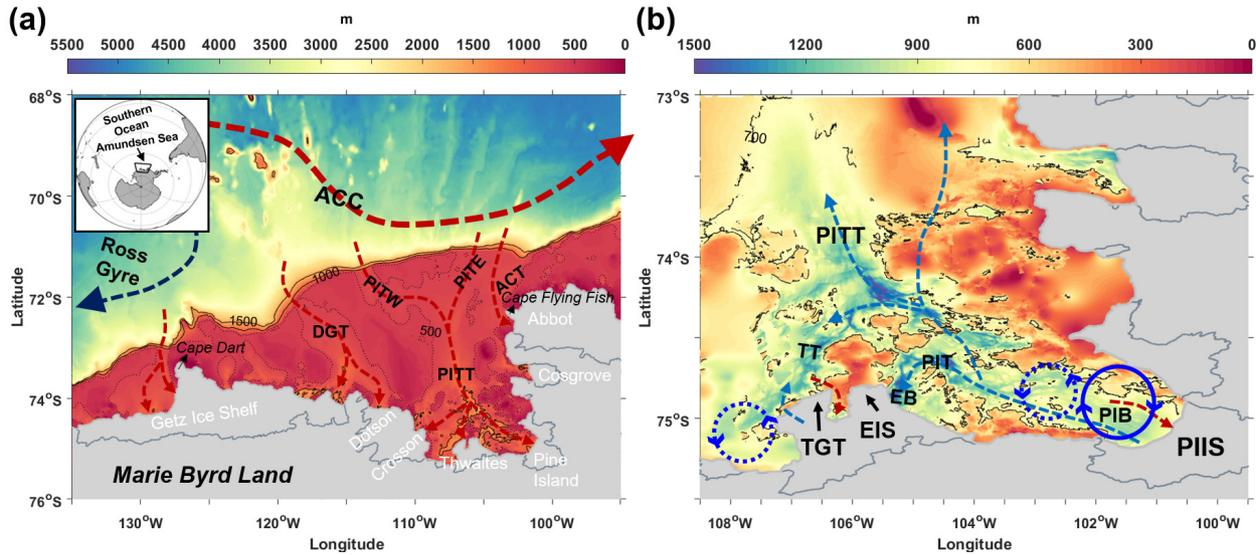 (a)
m
5500 5000 4500 4000 3500 3000 2500 2000 1500 1000 500 0
68°S
70°S
72°S
74°S
76°S
Latitude
130°W 120°W 110°W 100°W
Longitude
Southern
Ocean
Amundsen Sea
ACC
Ross
Gyre
1000
1500
500
PITW
PITE
ACT
Cape Flying Fish
Abbot
Cape Dart
DGT
PITT
Cosgrove
Getz Ice Shelf
Dotson
Crosson
Thwaites
Pine
Island
Marie Byrd Land
(b)
m
1500 1200 900 600 300 0
73°S
74°S
75°S
Latitude
108°W 106°W 104°W 102°W 100°W
Longitude
700
PITT
TT
PIT
EB
PIB
TGT
EIS
PIIS